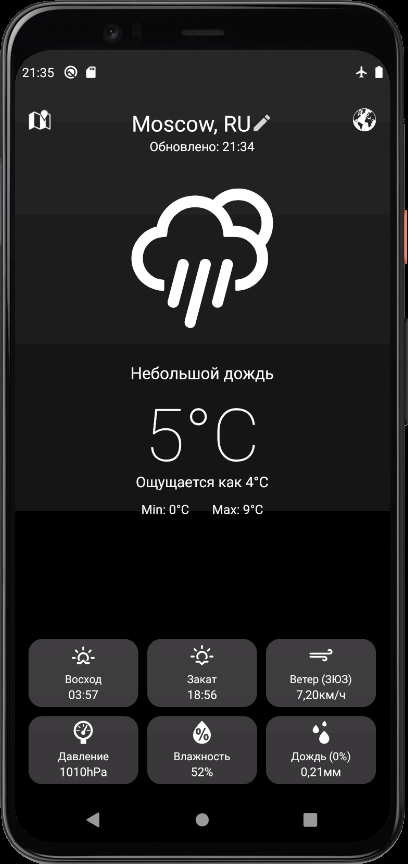 21:35
Moscow, RU
Обновлено: 21:34
Небольшой дождь
5°C
Ощущается как 4°C
Min: 0°C Max: 9°C
Восход Закат Ветер (ЗЮЗ)
03:57 18:56 7,20км/ч
Давление Влажность Дождь (0%)
1010hPa 52% 0,21мм